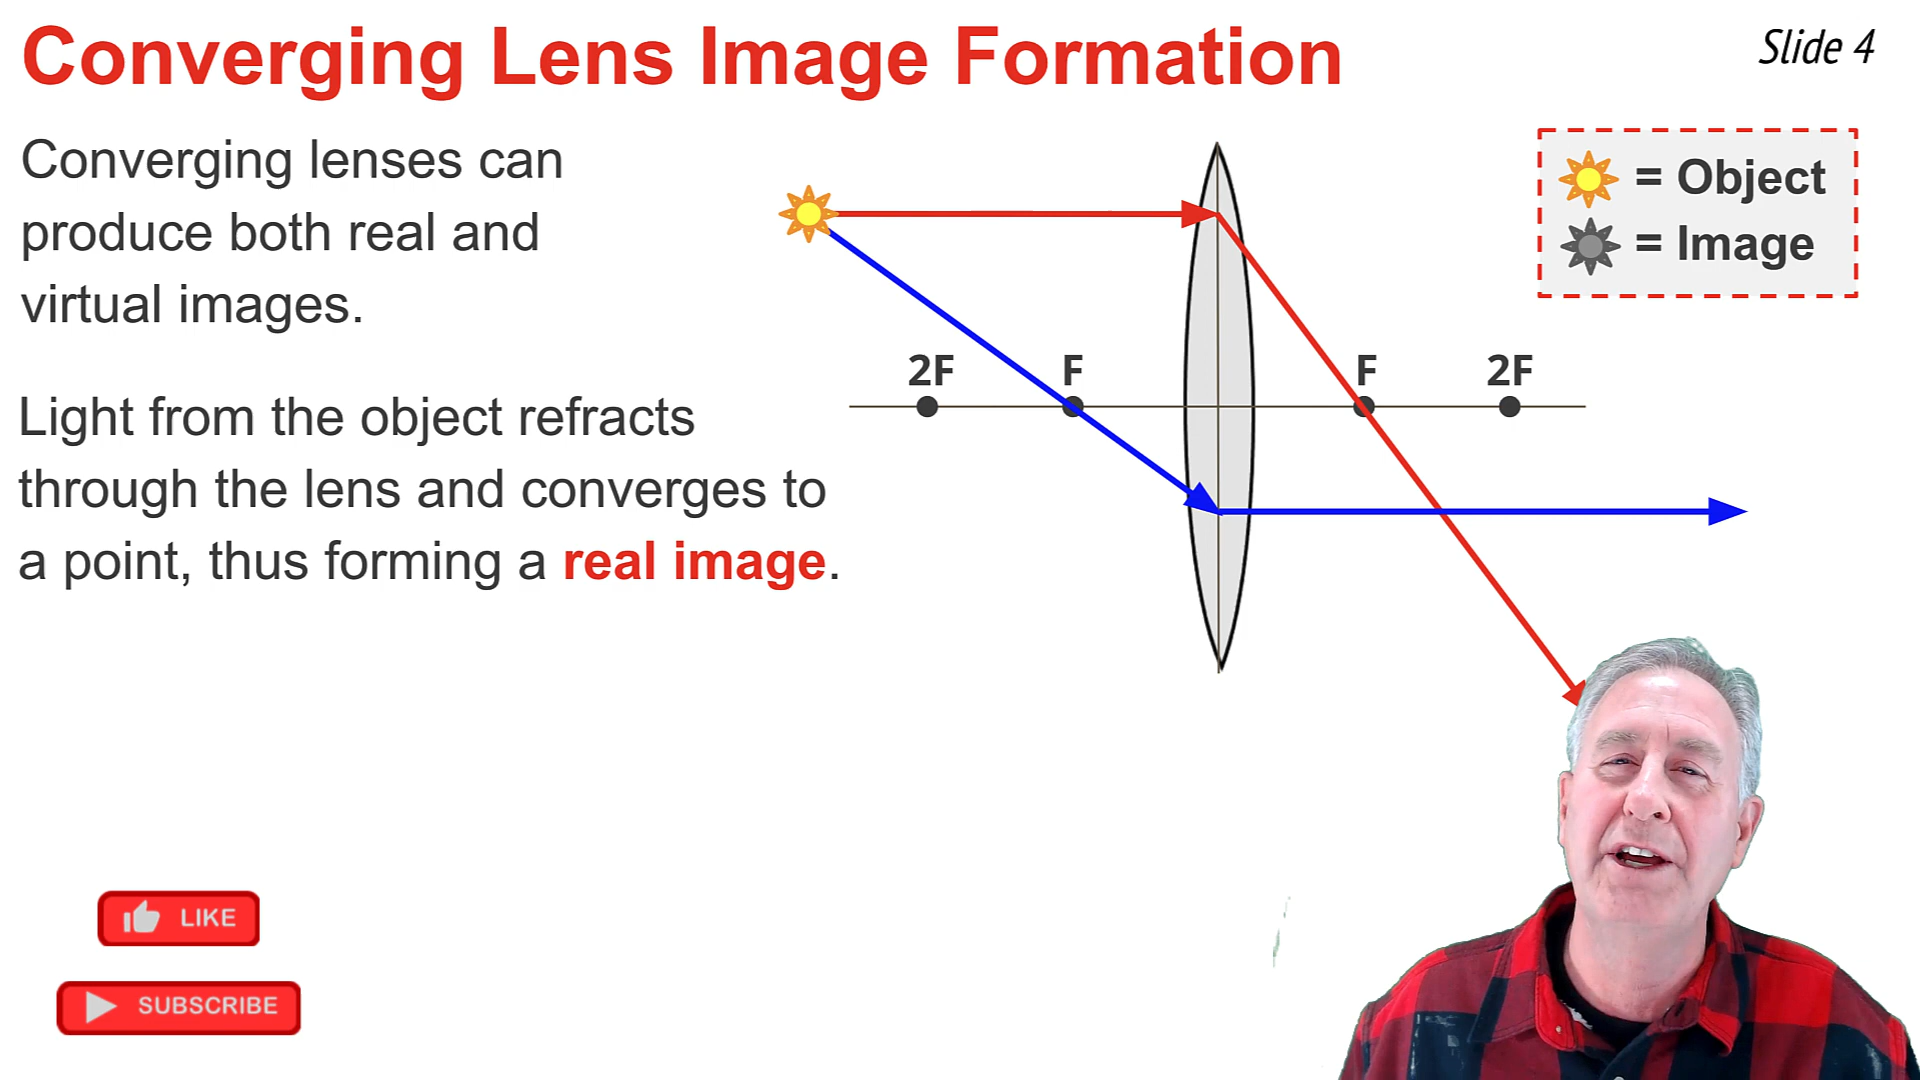 Converging Lens Image Formation
Slide 4
Converging lenses can
produce both real and
virtual images.
= Object
= Image
2F
F
F
2F
Light from the object refracts
through the lens and converges to
a point, thus forming a real image.
LIKE
SUBSCRIBE